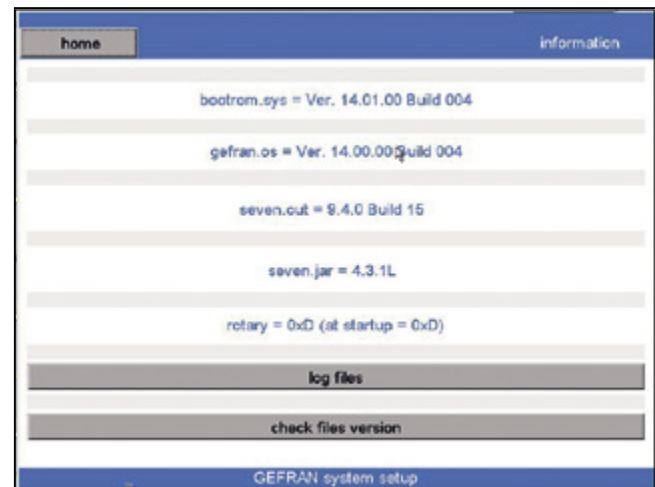 home
information
bootrom.sys = Ver. 14.01.00 Build 004
gefran.os = Ver. 14.00.00 Build 004
seven.out = 9.4.0 Build 15
seven.jar = 4.3.1L
rotary = 0xD (at startup = 0xD)
log files
check files version
GEFRAN system setup